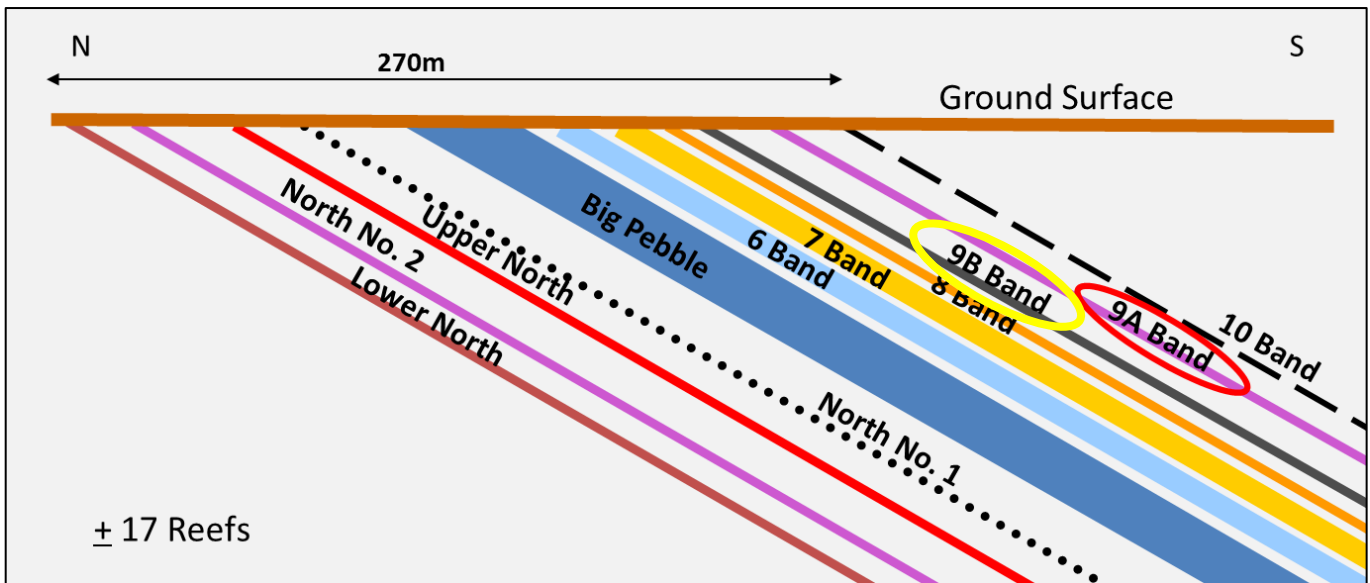 N
S
270m
Ground Surface
North No. 2
Upper North
Lower North
Big Pebble
6 Band
7 Band
8 Band
9B Band
9A Band
10 Band
North No. 1
± 17 Reefs